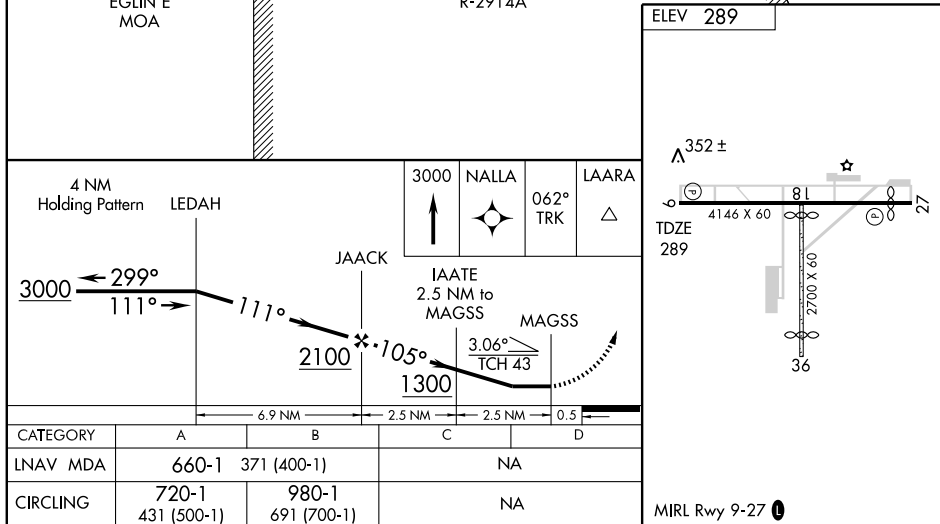 EGLIN E
MOA
R-2914A
ELEV 289
4 NM
Holding Pattern
LEDAH
3000
NALLA
062°
TRK
LAARA
JAACK
IAATE
2.5 NM to
MAGSS
MAGSS
299°
3000
111°
111°
2100
105°
1300
3.06°
TCH 43
6.9 NM
2.5 NM
2.5 NM
0.5
CATEGORY A B C D
LNAV MDA 660-1 371 (400-1) NA
CIRCLING 720-1 431 (500-1) 980-1 691 (700-1) NA
352 ±
P
9
4146 X 60
18
P
27
TDZE
289
2700 X 60
36
MIRL Rwy 9-27 L